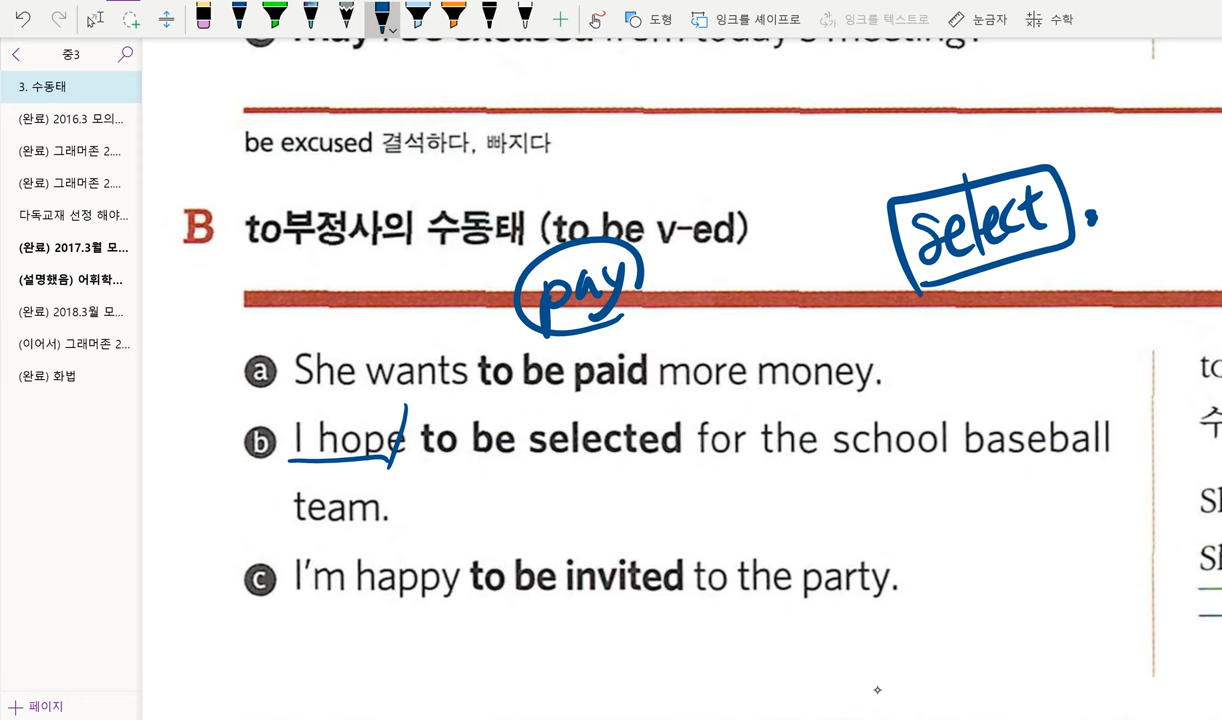 도형
잉크를 셰이프로
잉크를 텍스트로
눈금자
수학
중3
3. 수동태
(완료) 2016.3 모의...
(완료) 그래머존 2....
(완료) 그래머존 2....
다독교재 선정 해야...
(완료) 2017.3월 모...
(설명했음) 어휘학...
(완료) 2018.3월 모...
(이어서) 그래머존 2...
(완료) 화법
페이지
May I be excused from today's meeting?
be excused 결석하다, 빠지다
B to부정사의 수동태 (to be v-ed)
select.
pay
a She wants to be paid more money.
b I hope to be selected for the school baseball
team.
c I'm happy to be invited to the party.